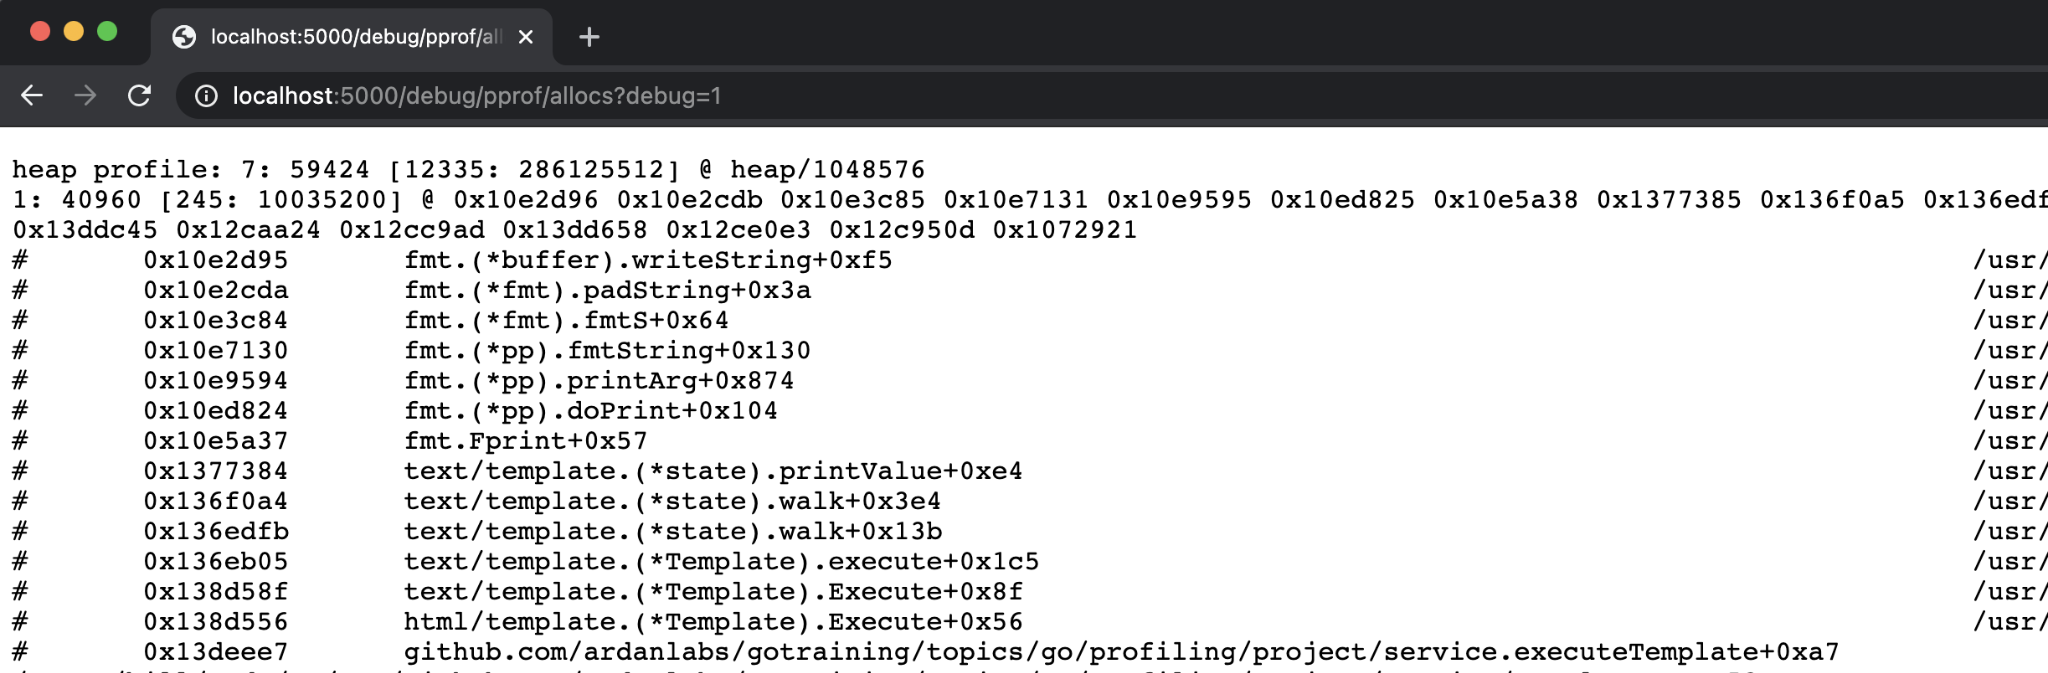 localhost:5000/debug/pprof/al
localhost:5000/debug/pprof/allocs?debug=1
heap profile: 7: 59424 [12335: 286125512] @ heap/1048576
1: 40960 [245: 10035200] @ 0x10e2d96 0x10e2cdb 0x10e3c85 0x10e7131 0x10e9595 0x10ed825 0x10e5a38 0x1377385 0x136f0a5 0x136edf
0x13ddc45 0x12caa24 0x12cc9ad 0x13dd658 0x12ce0e3 0x12c950d 0x1072921
# 0x10e2d95 fmt.(*buffer).writeString+0xf5 /usr/
# 0x10e2cda fmt.(*fmt).padString+0x3a /usr/
# 0x10e3c84 fmt.(*fmt).fmtS+0x64 /usr/
# 0x10e7130 fmt.(*pp).fmtString+0x130 /usr/
# 0x10e9594 fmt.(*pp).printArg+0x874 /usr/
# 0x10ed824 fmt.(*pp).doPrint+0x104 /usr/
# 0x10e5a37 fmt.Fprint+0x57 /usr/
# 0x1377384 text/template.(*state).printValue+0xe4 /usr/
# 0x136f0a4 text/template.(*state).walk+0x3e4 /usr/
# 0x136edfb text/template.(*state).walk+0x13b /usr/
# 0x136eb05 text/template.(*Template).execute+0x1c5 /usr/
# 0x138d58f text/template.(*Template).Execute+0x8f /usr/
# 0x138d556 html/template.(*Template).Execute+0x56 /usr/
# 0x13deee7 github.com/ardanlabs/gotraining/topics/go/profiling/project/service.executeTemplate+0xa7